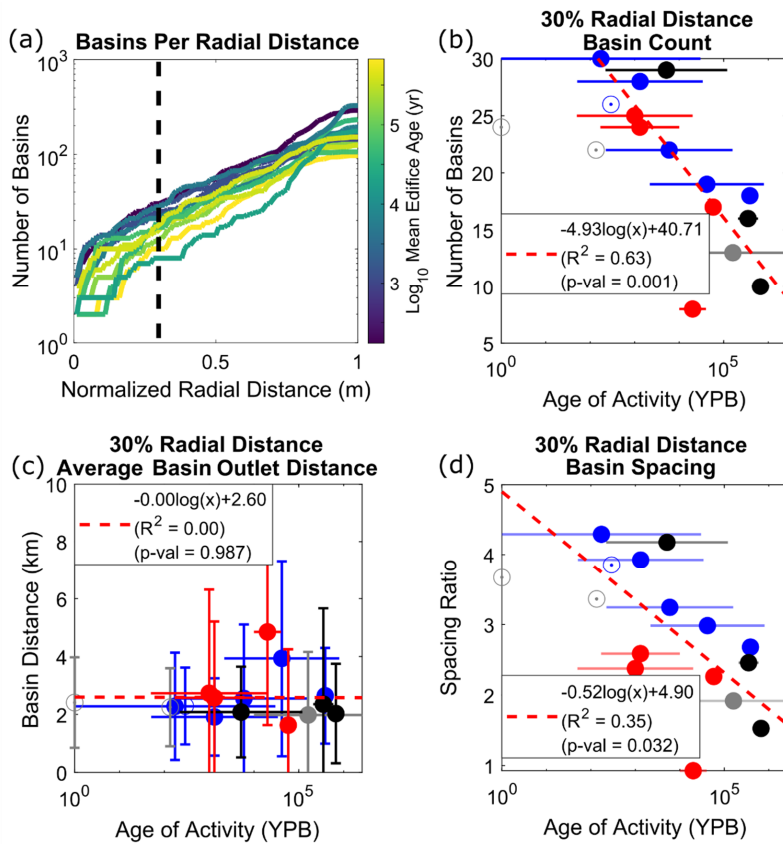 (a)
Basins Per Radial Distance
10^3
10^2
10^1
10^0
Number of Basins
0
0.5
1
Normalized Radial Distance (m)
5
4
3
Log_10 Mean Edifice Age (yr)
(b)
30% Radial Distance
Basin Count
30
25
20
15
10
5
Number of Basins
-4.93log(x)+40.71
(R^2 = 0.63)
(p-val = 0.001)
10^0
10^5
Age of Activity (YPB)
(c)
30% Radial Distance
Average Basin Outlet Distance
10
8
6
4
2
0
Basin Distance (km)
-0.00log(x)+2.60
(R^2 = 0.00)
(p-val = 0.987)
10^0
10^5
Age of Activity (YPB)
(d)
30% Radial Distance
Basin Spacing
5
4
3
2
1
Spacing Ratio
-0.52log(x)+4.90
(R^2 = 0.35)
(p-val = 0.032)
10^0
10^5
Age of Activity (YPB)